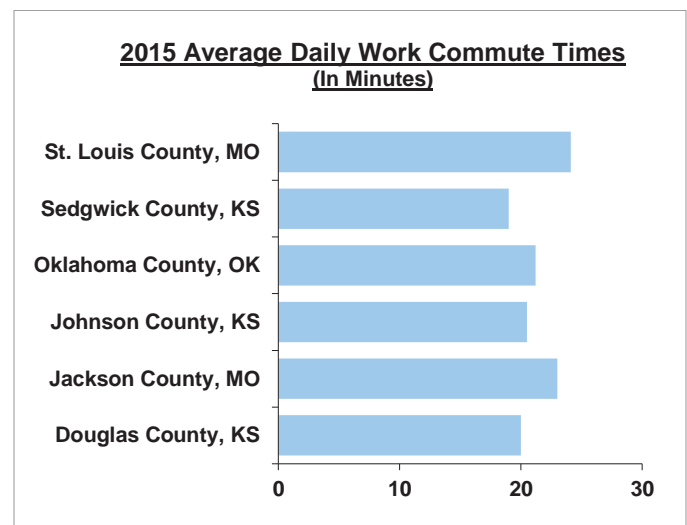 2015 Average Daily Work Commute Times
(In Minutes)
St. Louis County, MO
Sedgwick County, KS
Oklahoma County, OK
Johnson County, KS
Jackson County, MO
Douglas County, KS
0 10 20 30